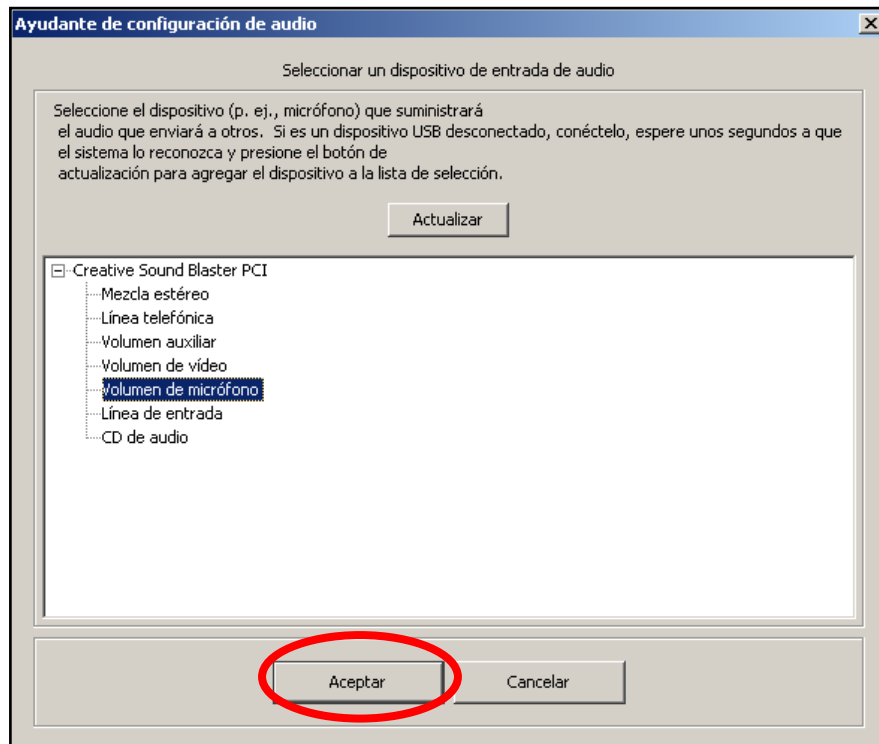 Ayudante de configuración de audio
Seleccionar un dispositivo de entrada de audio
Seleccione el dispositivo (p. ej., micrófono) que suministrará
el audio que enviará a otros. Si es un dispositivo USB desconectado, conéctelo, espere unos segundos a que
el sistema lo reconozca y presione el botón de
actualización para agregar el dispositivo a la lista de selección.
Actualizar
Creative Sound Blaster PCI
Mezcla estéreo
Línea telefónica
Volumen auxiliar
Volumen de vídeo
Volumen de micrófono
Línea de entrada
CD de audio
Aceptar
Cancelar